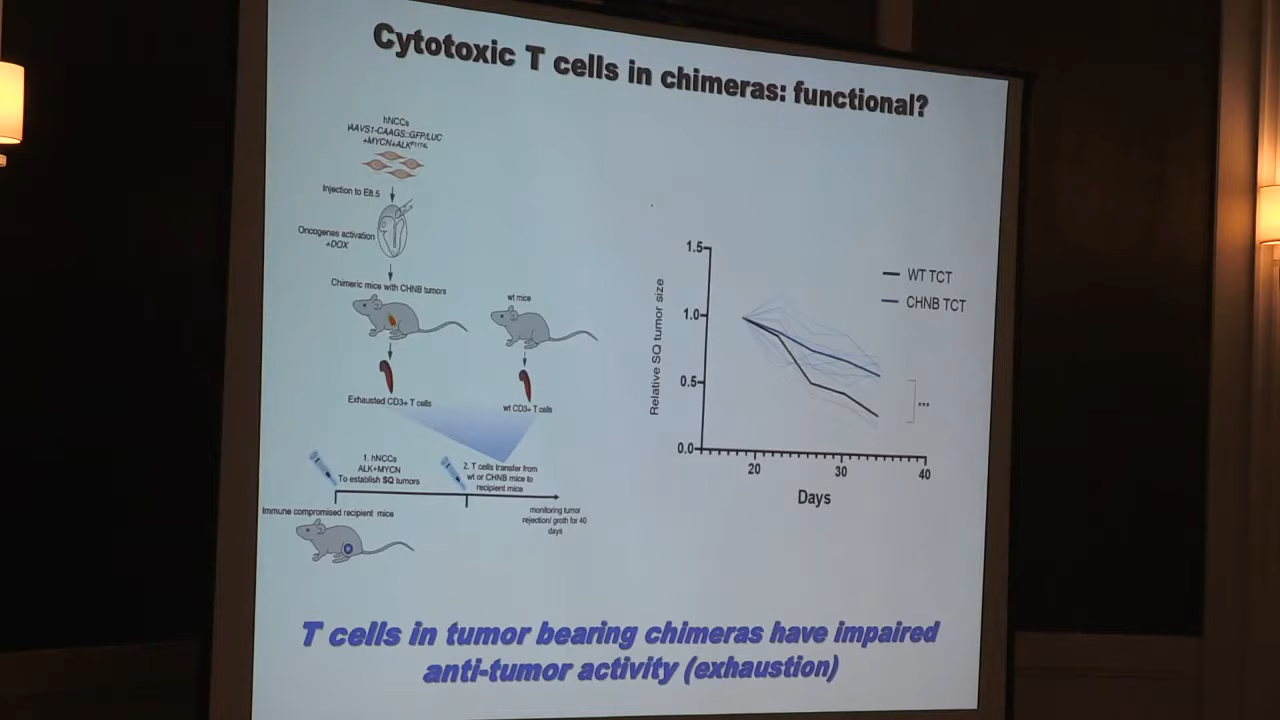 Cytotoxic T cells in chimeras: functional?
hNCCs
AAVS1-CAAGS::GFP/LUC
+MYCN+ALK
Injection to E8.5
Oncogenes activation
+DOX
Chimeric mice with CHNB tumors
wt mice
Exhausted CD3+ T cells
wt CD3+ T cells
1. hNCCs
ALK+MYCN
To establish SQ tumors
2. T cells transfer from
wt or CHNB mice to
recipient mice
Immune compromised recipient mice
monitoring tumor
rejection/ groth for 40
days
Relative SQ tumor size
1.5
1.0
0.5
0.0
20
30
40
Days
WT TCT
CHNB TCT
***
T cells in tumor bearing chimeras have impaired
anti-tumor activity (exhaustion)